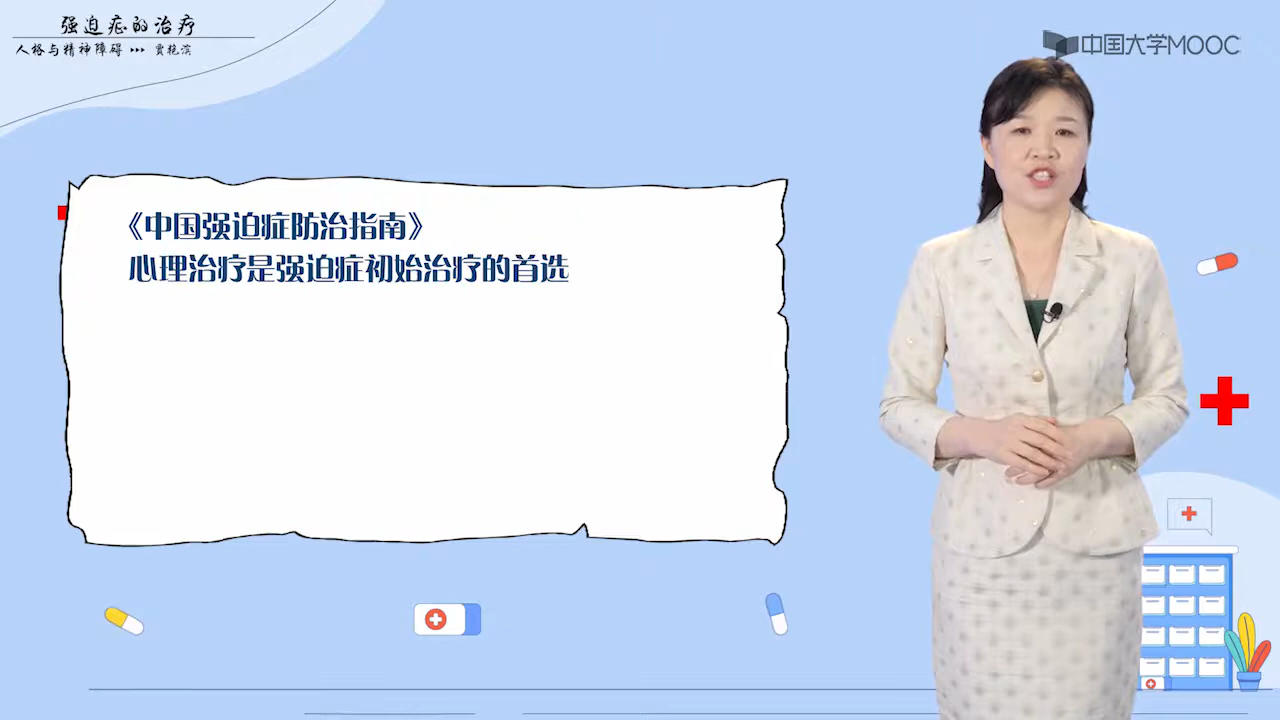 强迫症的治疗
人格与精神障碍 ▸▸▸ 贾艳滨
中国大学MOOC
《中国强迫症防治指南》
心理治疗是强迫症初始治疗的首选